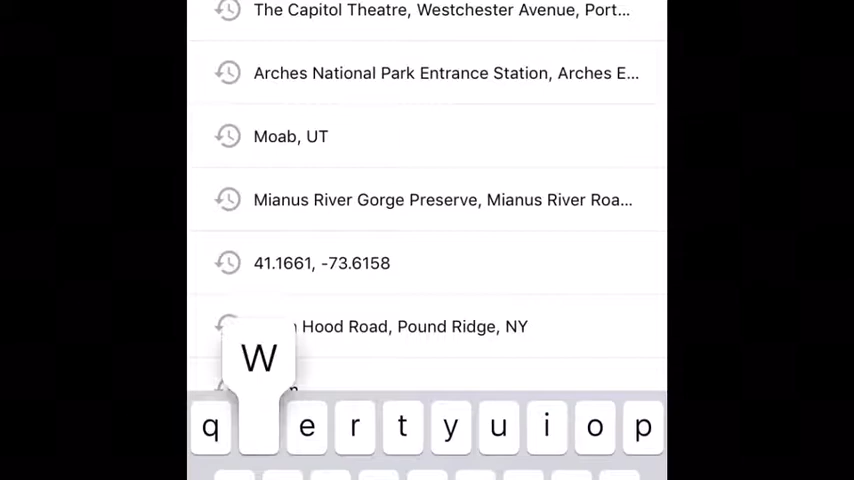 The Capitol Theatre, Westchester Avenue, Port...
Arches National Park Entrance Station, Arches E...
Moab, UT
Mianus River Gorge Preserve, Mianus River Roa...
41.1661, -73.6158
Hood Road, Pound Ridge, NY
W
q e r t y u i o p